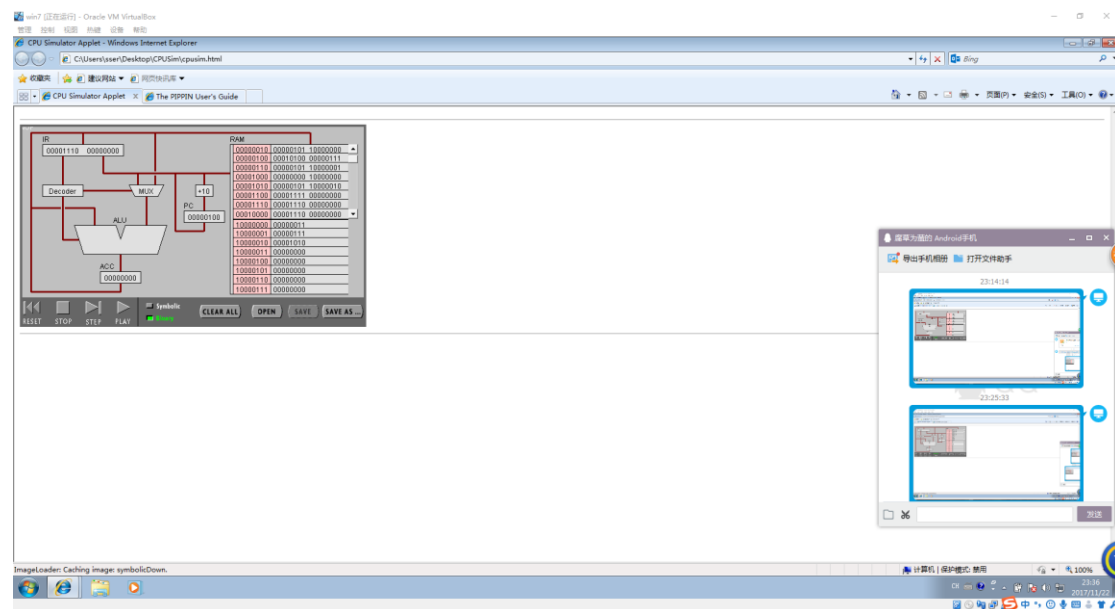 win7 [正在运行] - Oracle VM VirtualBox
管理 控制 视图 热键 设备 帮助
CPU Simulator Applet - Windows Internet Explorer
C:\Users\sser\Desktop\CPUSim\cpusim.html
Bing
收藏夹 建议网站 ▼ 网页快讯库 ▼
CPU Simulator Applet X The PIPPIN User's Guide
页面(P) 安全(S) 工具(O)
IR
00001110 00000000
RAM
00000010 00000101 10000000
00000100 00010100 00000111
00000110 00000101 10000001
00001000 00000000 10000000
00001010 00000101 10000010
00001100 00001111 00000000
00001110 00001110 00000000
00010000 00001110 00000000
10000000 00000011
10000001 00000111
10000010 00001010
10000011 00000000
10000100 00000000
10000101 00000000
10000110 00000000
10000111 00000000
Decoder
MUX
+10
PC
00000100
ALU
ACC
00000000
RESET STOP STEP PLAY
Symbolic
Binary
CLEAR ALL OPEN SAVE SAVE AS ...
Android手机
导出手机相册 打开文件助手
23:14:14
23:25:33
发送
ImageLoader: Caching image: symbolicDown.
计算机 | 保护模式: 禁用
100%
CH
23:36
2017/11/22
中